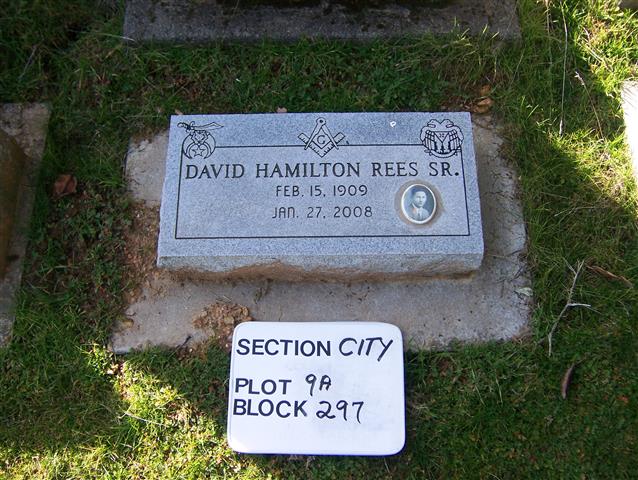 G
DAVID HAMILTON REES SR.
FEB. 15, 1909
JAN. 27, 2008
SECTION CITY
PLOT 9A
BLOCK 297